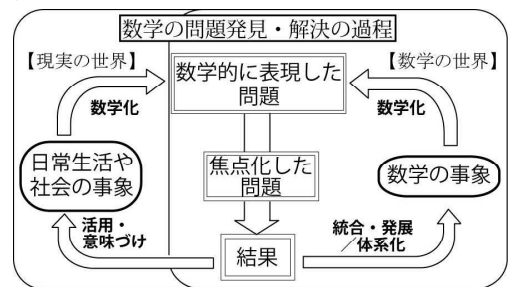 数学の問題発見・解決の過程
【現実の世界】
【数学の世界】
数学的に表現した
問題
数学化
数学化
日常生活や
社会の事象
焦点化した
問題
数学の事象
活用・
意味づけ
統合・発展
／体系化
結果